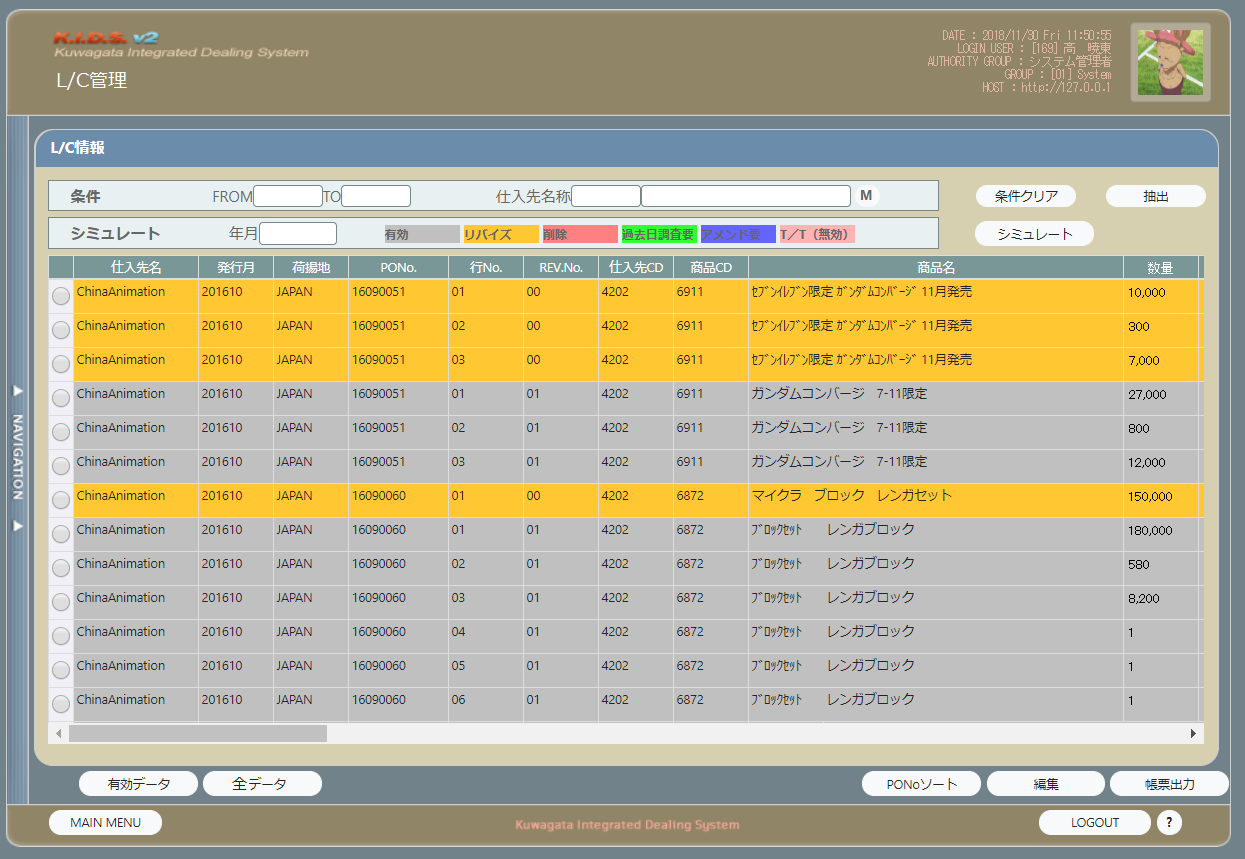 K.I.D.S. v2
Kuwagata Integrated Dealing System
L/C管理
DATE : 2018/11/30 Fri 11:50:55
LOGIN USER : [169] 高 暁東
AUTHORITY GROUP : システム管理者
GROUP : [01] System
HOST : http://127.0.0.1
NAVIGATION
L/C情報
条件 FROM TO 仕入先名称 M 条件クリア 抽出
シミュレート 年月 有効 リバイズ 削除 過去日調査要 アメンド要 T／T（無効） シミュレート
仕入先名 発行月 荷揚地 PONo. 行No. REV.No. 仕入先CD 商品CD 商品名 数量
ChinaAnimation 201610 JAPAN 16090051 01 00 4202 6911 ｾﾌﾞﾝｲﾚﾌﾞﾝ限定 ｶﾞﾝﾀﾞﾑｺﾝﾊﾞｰｼﾞ 11月発売 10,000
ChinaAnimation 201610 JAPAN 16090051 02 00 4202 6911 ｾﾌﾞﾝｲﾚﾌﾞﾝ限定 ｶﾞﾝﾀﾞﾑｺﾝﾊﾞｰｼﾞ 11月発売 300
ChinaAnimation 201610 JAPAN 16090051 03 00 4202 6911 ｾﾌﾞﾝｲﾚﾌﾞﾝ限定 ｶﾞﾝﾀﾞﾑｺﾝﾊﾞｰｼﾞ 11月発売 7,000
ChinaAnimation 201610 JAPAN 16090051 01 01 4202 6911 ガンダムコンバージ　7-11限定 27,000
ChinaAnimation 201610 JAPAN 16090051 02 01 4202 6911 ガンダムコンバージ　7-11限定 800
ChinaAnimation 201610 JAPAN 16090051 03 01 4202 6911 ガンダムコンバージ　7-11限定 12,000
ChinaAnimation 201610 JAPAN 16090060 01 00 4202 6872 マイクラ　ブロック　レンガセット 150,000
ChinaAnimation 201610 JAPAN 16090060 01 01 4202 6872 ﾌﾞﾛｯｸｾｯﾄ　　レンガブロック 180,000
ChinaAnimation 201610 JAPAN 16090060 02 01 4202 6872 ﾌﾞﾛｯｸｾｯﾄ　　レンガブロック 580
ChinaAnimation 201610 JAPAN 16090060 03 01 4202 6872 ﾌﾞﾛｯｸｾｯﾄ　　レンガブロック 8,200
ChinaAnimation 201610 JAPAN 16090060 04 01 4202 6872 ﾌﾞﾛｯｸｾｯﾄ　　レンガブロック 1
ChinaAnimation 201610 JAPAN 16090060 05 01 4202 6872 ﾌﾞﾛｯｸｾｯﾄ　　レンガブロック 1
ChinaAnimation 201610 JAPAN 16090060 06 01 4202 6872 ﾌﾞﾛｯｸｾｯﾄ　　レンガブロック 1
有効データ 全データ PONoソート 編集 帳票出力
MAIN MENU Kuwagata Integrated Dealing System LOGOUT ?